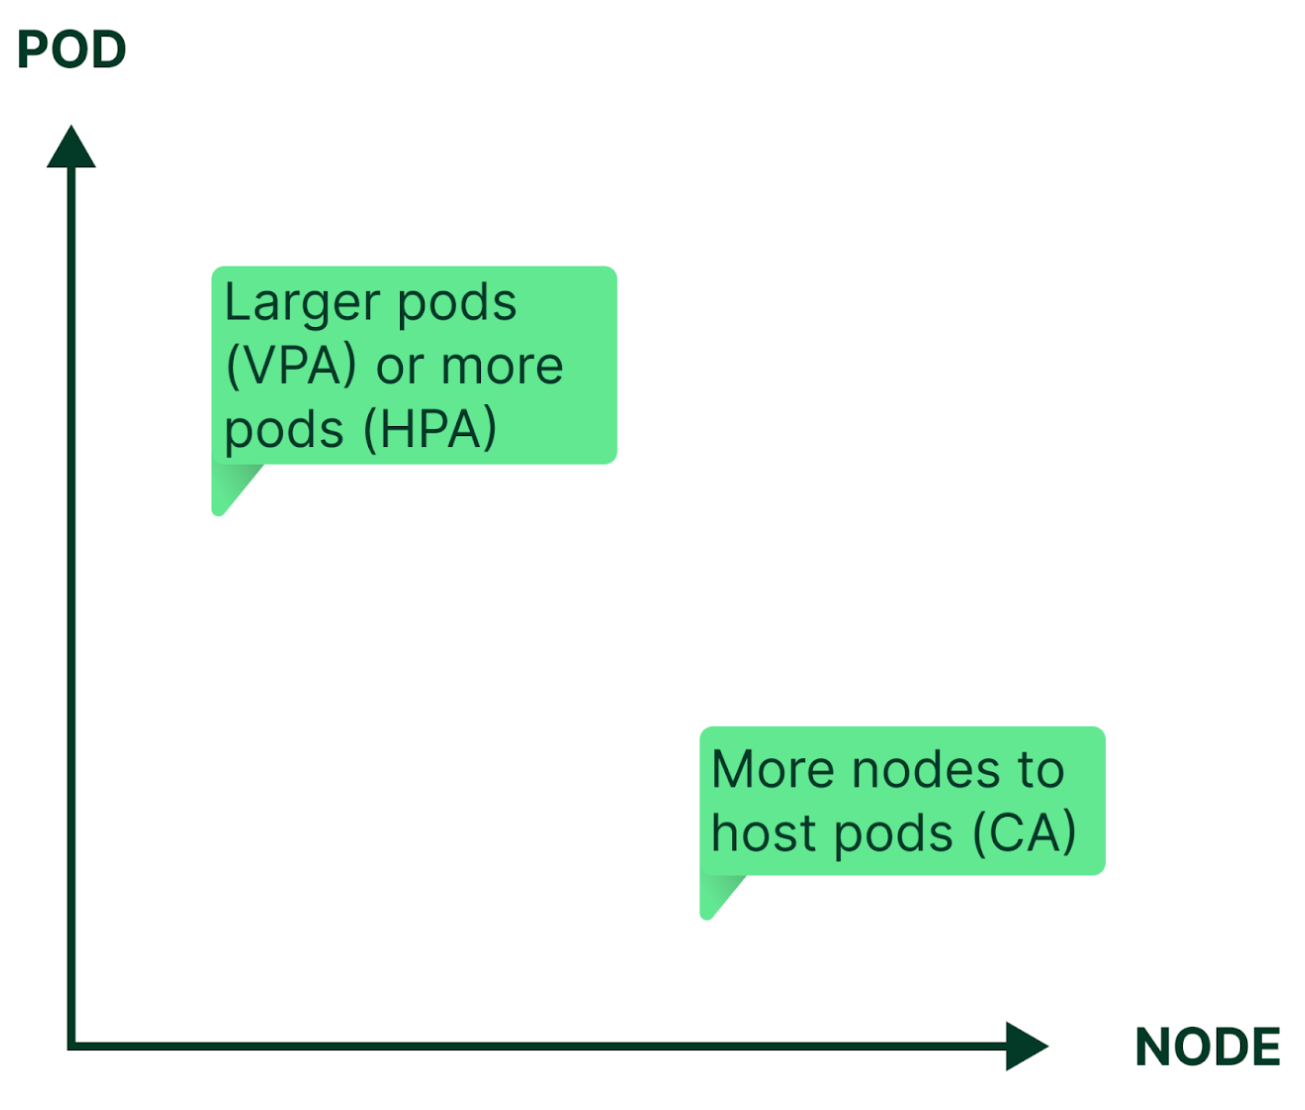 POD
Larger pods
(VPA) or more
pods (HPA)
More nodes to
host pods (CA)
NODE